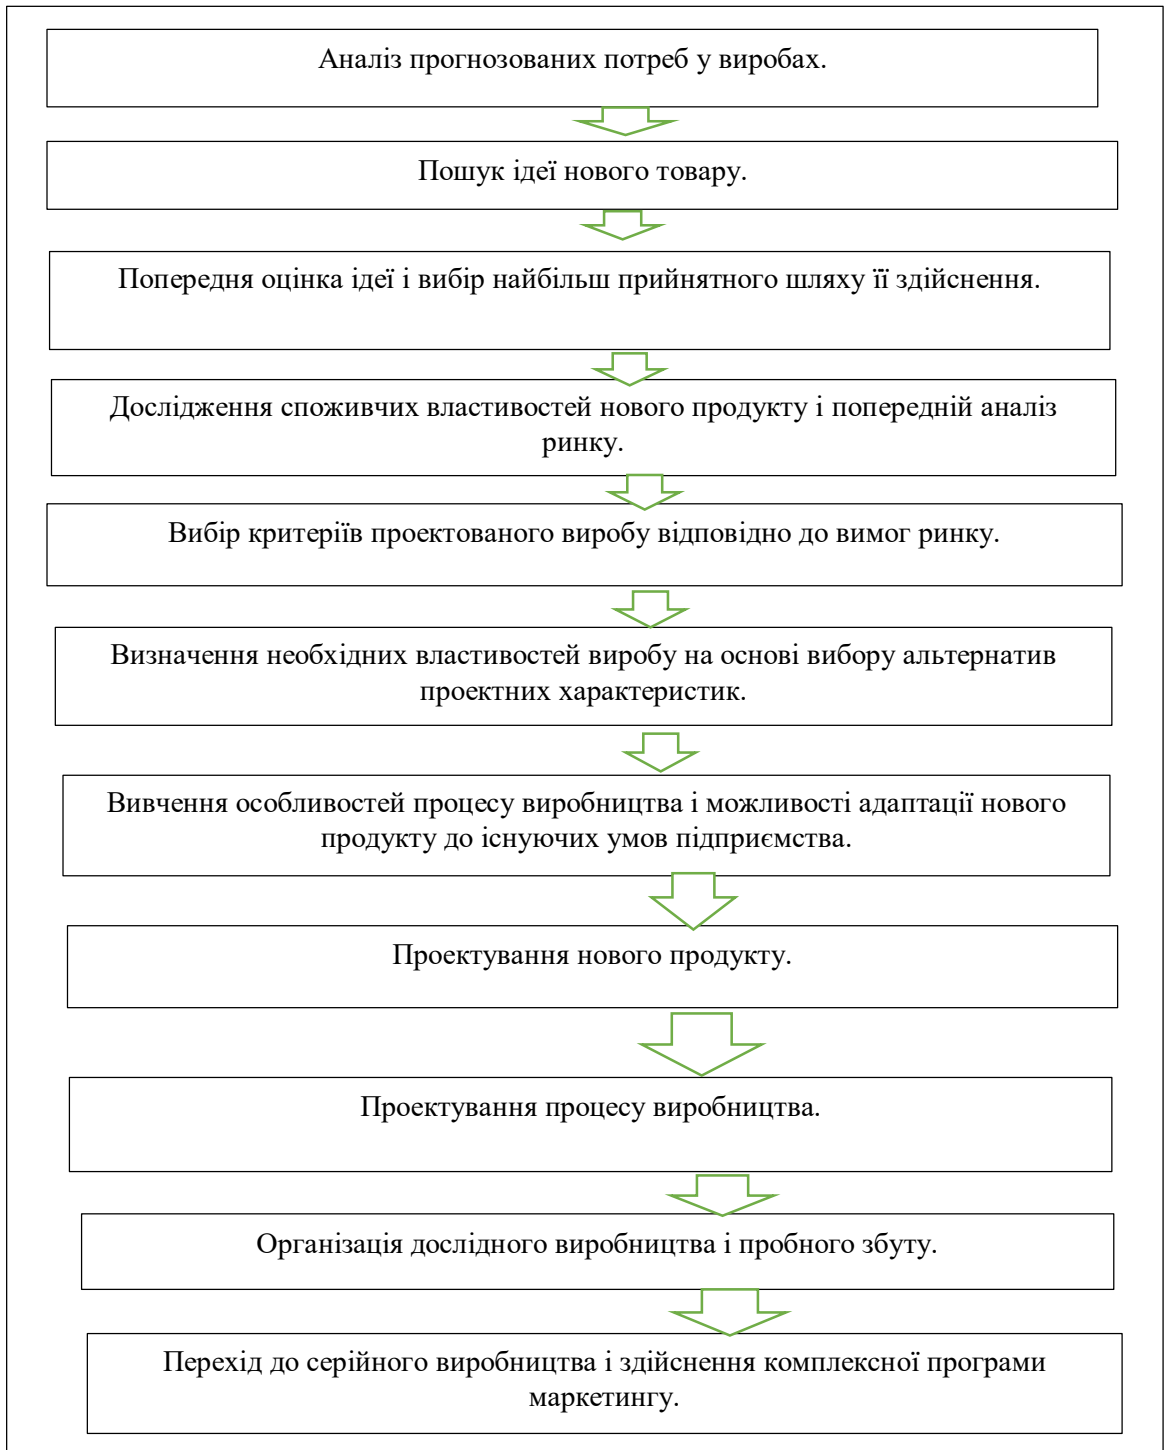 Аналіз прогнозованих потреб у виробах.
Пошук ідеї нового товару.
Попередня оцінка ідеї і вибір найбільш прийнятного шляху її здійснення.
Дослідження споживчих властивостей нового продукту і попередній аналіз
ринку.
Вибір критеріїв проектованого виробу відповідно до вимог ринку.
Визначення необхідних властивостей виробу на основі вибору альтернатив
проектних характеристик.
Вивчення особливостей процесу виробництва і можливості адаптації нового
продукту до існуючих умов підприємства.
Проектування нового продукту.
Проектування процесу виробництва.
Організація дослідного виробництва і пробного збуту.
Перехід до серійного виробництва і здійснення комплексної програми
маркетингу.